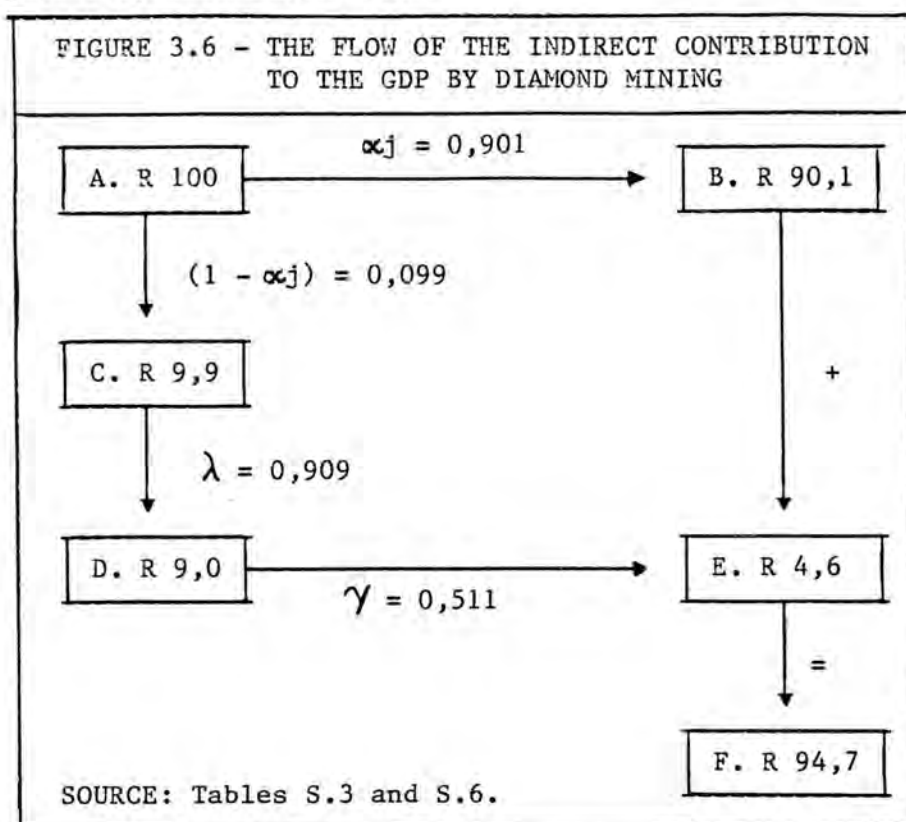 FIGURE 3.6 - THE FLOW OF THE INDIRECT CONTRIBUTION
TO THE GDP BY DIAMOND MINING
∝j = 0,901
A. R 100
B. R 90,1
(1 - ∝j) = 0,099
C. R 9,9
+
λ = 0,909
D. R 9,0
E. R 4,6
γ = 0,511
=
F. R 94,7
SOURCE: Tables S.3 and S.6.